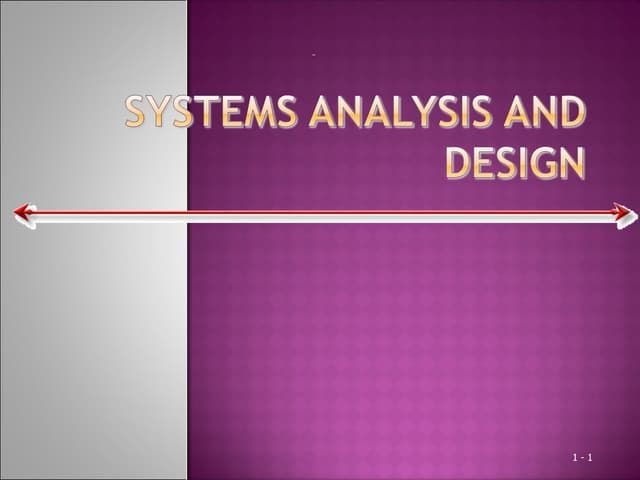 SYSTEMS ANALYSIS AND
DESIGN
1 - 1